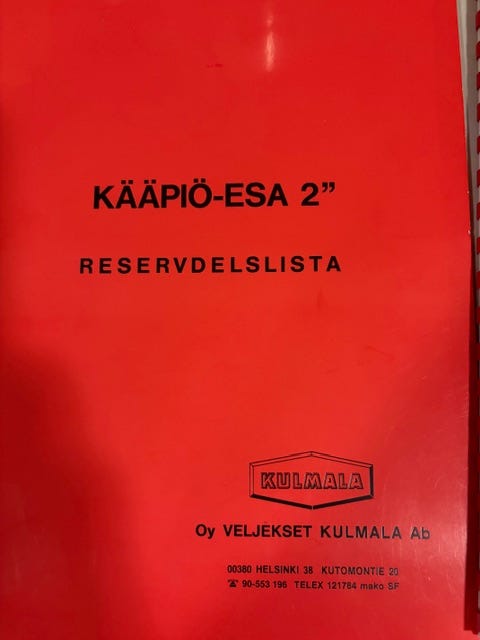 KÄÄPIÖ-ESA 2”
RESERVDELSLISTA
KULMALA
Oy VELJEKSET KULMALA Ab
00380 HELSINKI 38 KUTOMONTIE 20
☎ 90-553 196 TELEX 121784 mako SF